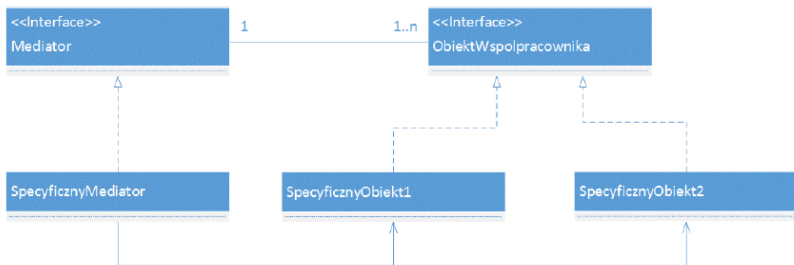 <<Interface>>
Mediator
1
1..n
<<Interface>>
ObiektWspolpracownika
SpecyficznyMediator
SpecyficznyObiekt1
SpecyficznyObiekt2